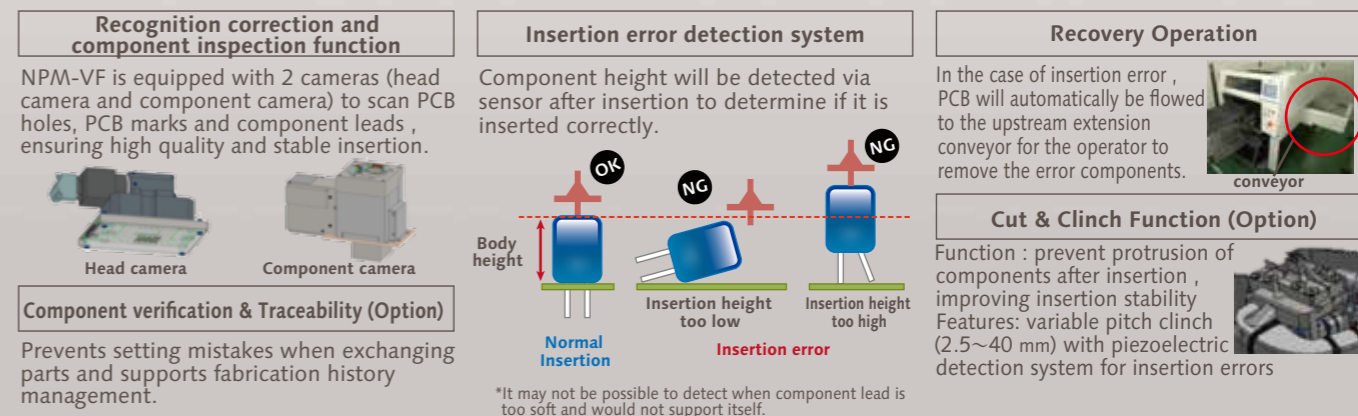 Recognition correction and
component inspection function
NPM-VF is equipped with 2 cameras (head
camera and component camera) to scan PCB
holes, PCB marks and component leads ,
ensuring high quality and stable insertion.
Head camera
Component camera
Component verification & Traceability (Option)
Prevents setting mistakes when exchanging
parts and supports fabrication history
management.
Insertion error detection system
Component height will be detected via
sensor after insertion to determine if it is
inserted correctly.
OK
NG
NG
Body
height
Normal
Insertion
Insertion height
too low
Insertion height
too high
Insertion error
*It may not be possible to detect when component lead is
too soft and would not support itself.
Recovery Operation
In the case of insertion error ,
PCB will automatically be flowed
to the upstream extension
conveyor for the operator to
remove the error components.
conveyor
Cut & Clinch Function (Option)
Function : prevent protrusion of
components after insertion ,
improving insertion stability
Features: variable pitch clinch
(2.5~40 mm) with piezoelectric
detection system for insertion errors